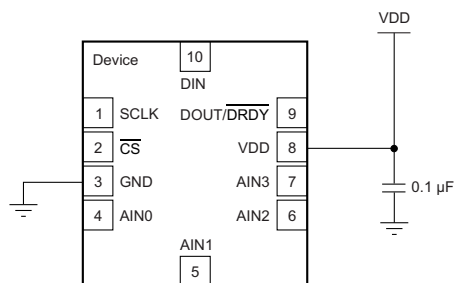 VDD
Device
10
DIN
1 SCLK
DOUT/DRDY 9
2 CS
VDD 8
3 GND
AIN3 7
0.1 µF
4 AIN0
AIN2 6
AIN1
5